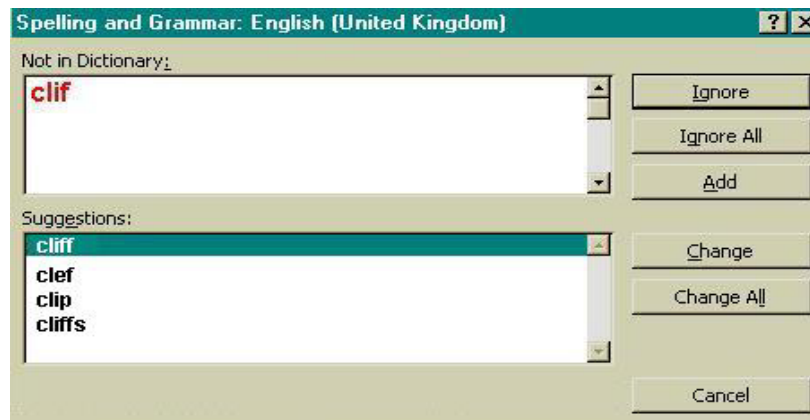 Spelling and Grammar: English (United Kingdom)
Not in Dictionary:
clif
Ignore
Ignore All
Add
Suggestions:
cliff
clef
clip
cliffs
Change
Change All
Cancel